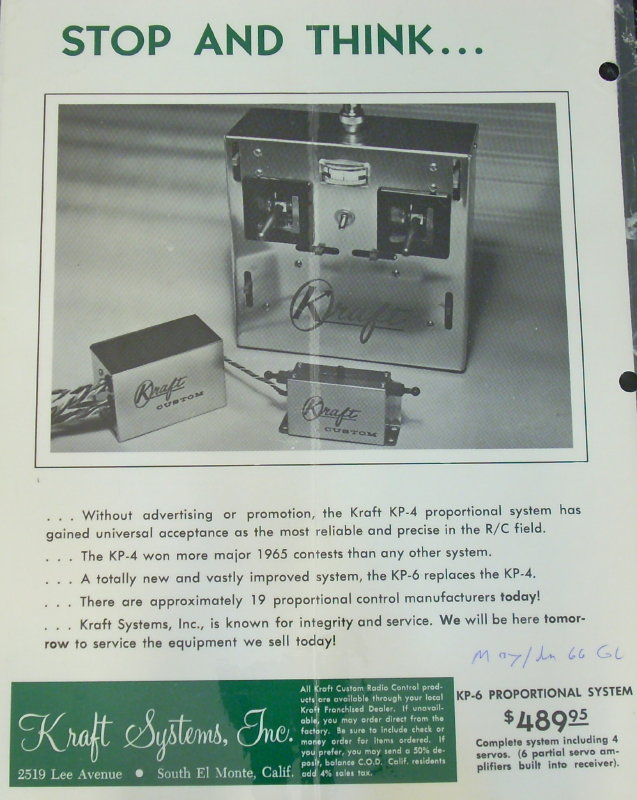 STOP AND THINK...
Kraft
Kraft
CUSTOM
Kraft
CUSTOM
. . . Without advertising or promotion, the Kraft KP-4 proportional system has
gained universal acceptance as the most reliable and precise in the R/C field.
. . . The KP-4 won more major 1965 contests than any other system.
. . . A totally new and vastly improved system, the KP-6 replaces the KP-4.
. . . There are approximately 19 proportional control manufacturers today!
. . . Kraft Systems, Inc., is known for integrity and service. We will be here tomor-
row to service the equipment we sell today!
66
Kraft Systems, Inc.
2519 Lee Avenue • South El Monte, Calif.
All Kraft Custom Radio Control prod-
ucts are available through your local
Kraft Franchised Dealer. If unavail-
able, you may order direct from the
factory. Be sure to include check or
money order for items ordered. If
you prefer, you may send a 50% de-
posit, balance C.O.D. Calif. residents
add 4% sales tax.
KP-6 PROPORTIONAL SYSTEM
$489.95
Complete system including 4
servos. (6 partial servo am-
plifiers built into receiver).